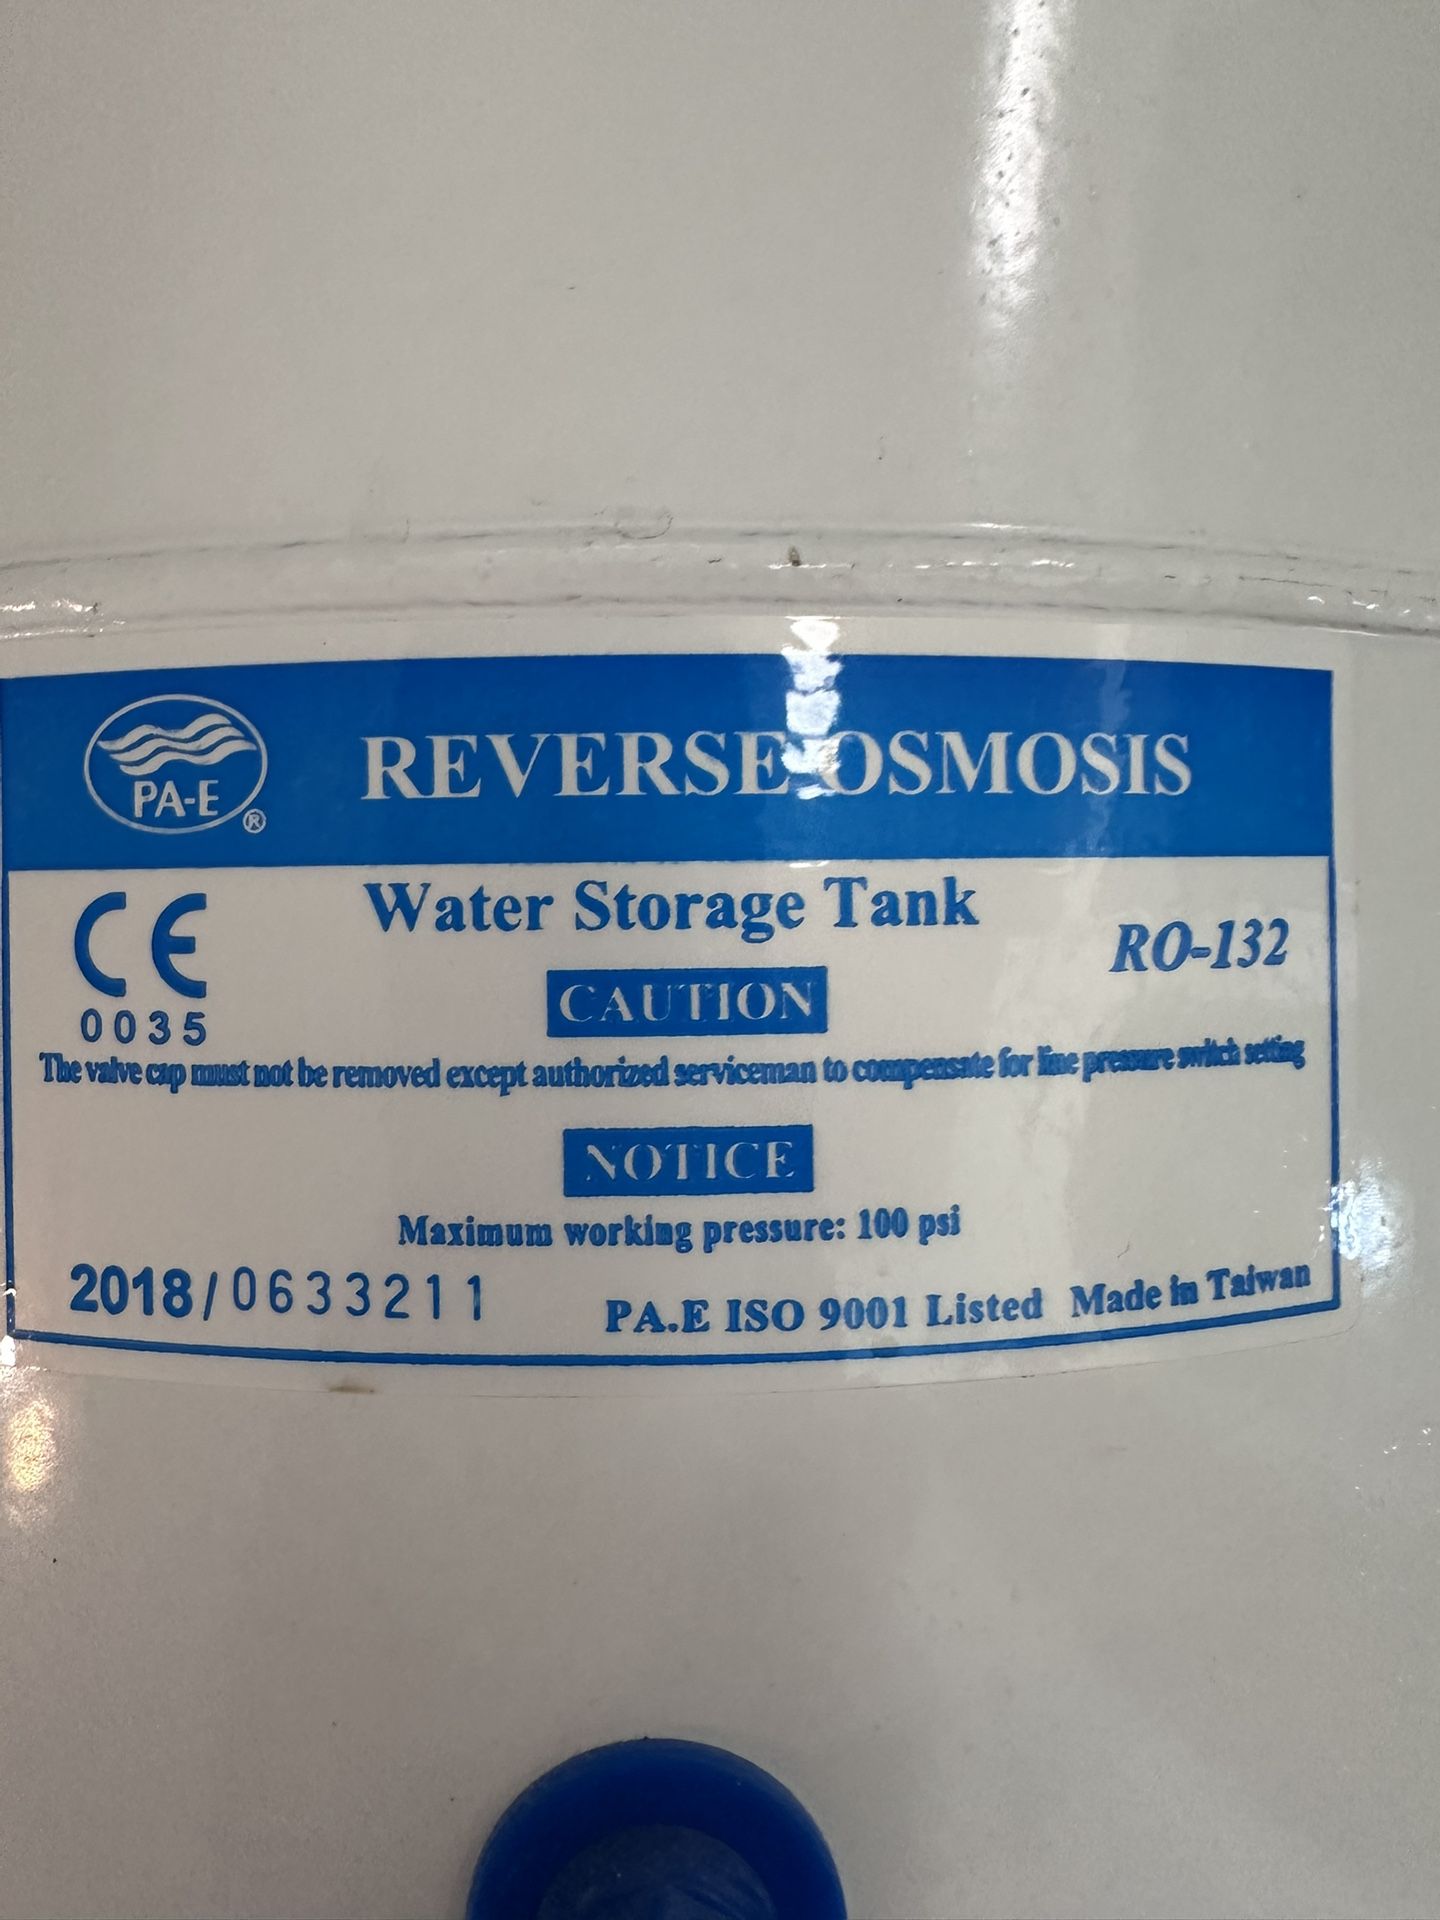 PA-E ®
REVERSE OSMOSIS
CE
0035
Water Storage Tank
RO-132
CAUTION
The valve cap must not be removed except authorized serviceman to compensate for line pressure switch setting
NOTICE
Maximum working pressure: 100 psi
2018/0633211
PA.E ISO 9001 Listed Made in Taiwan